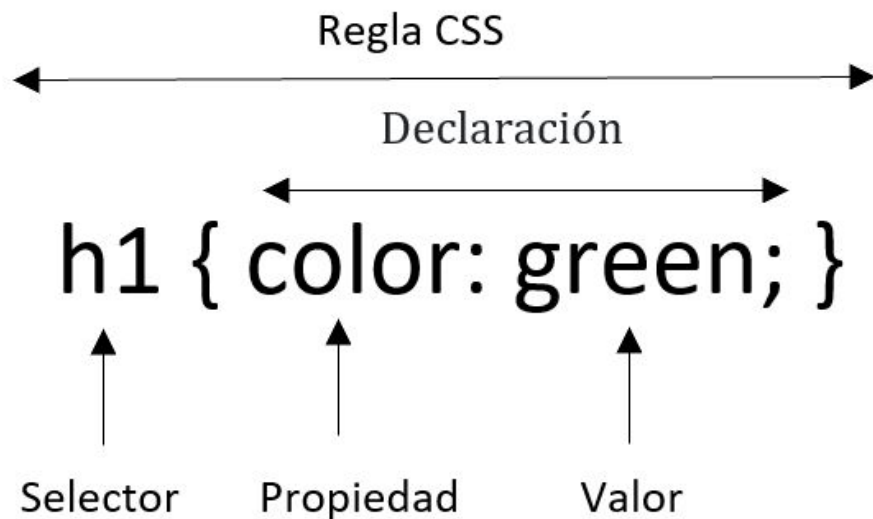 Regla CSS
Declaración
h1 { color: green; }
Selector Propiedad Valor